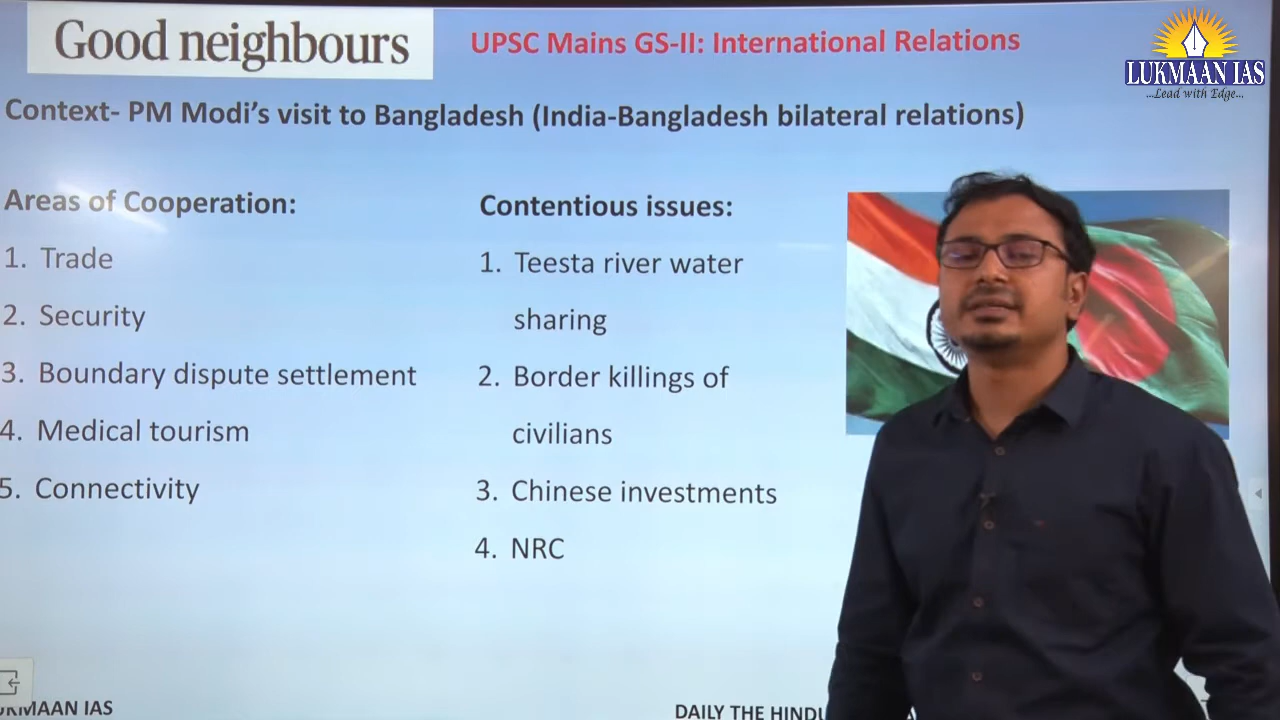 Good neighbours
UPSC Mains GS-II: International Relations
LUKMAAN IAS
...Lead with Edge...
Context- PM Modi's visit to Bangladesh (India-Bangladesh bilateral relations)
Areas of Cooperation:
1. Trade
2. Security
3. Boundary dispute settlement
4. Medical tourism
5. Connectivity
Contentious issues:
1. Teesta river water
sharing
2. Border killings of
civilians
3. Chinese investments
4. NRC
IAS
DAILY THE